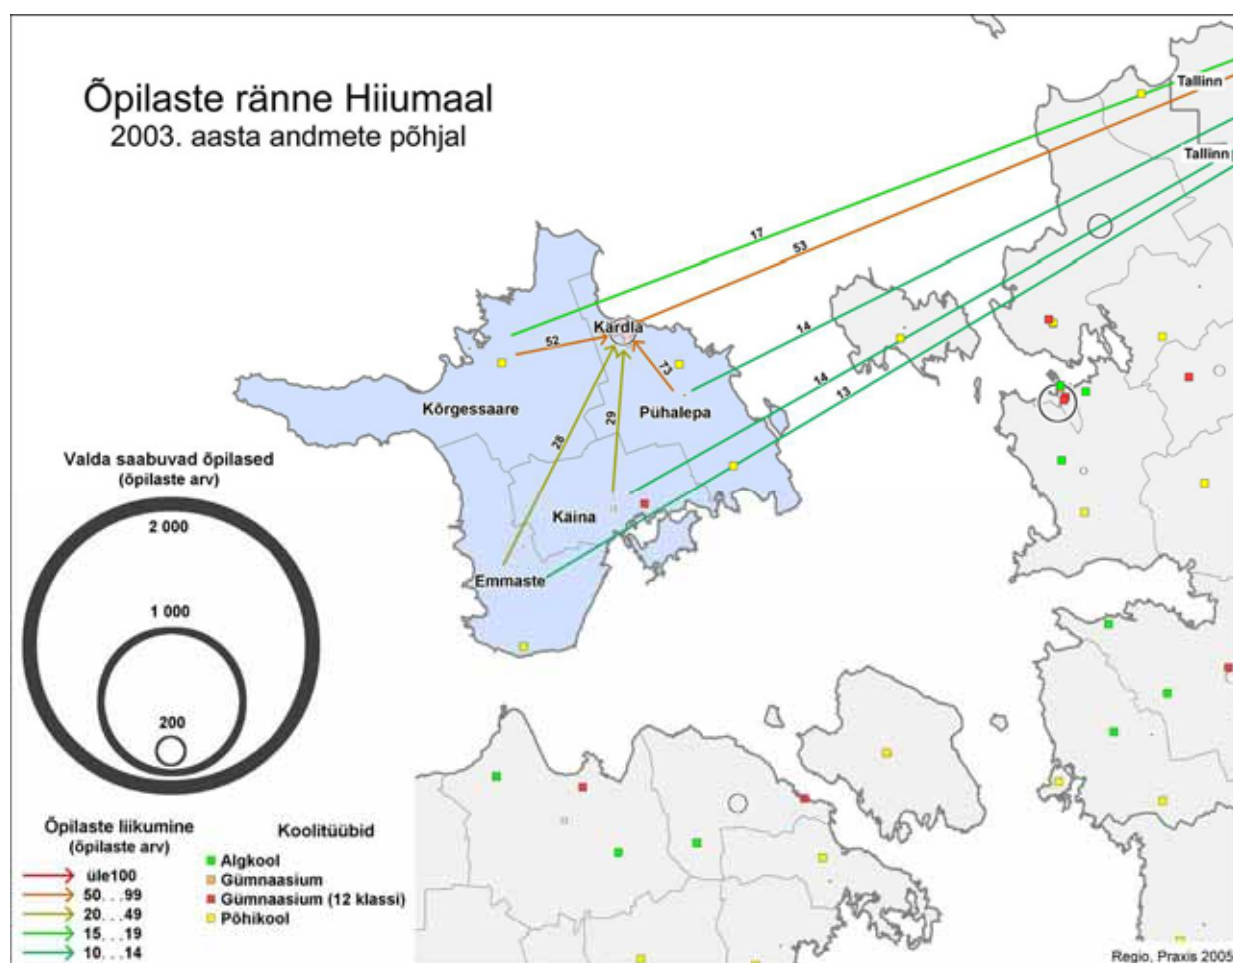 Õpilaste ränne Hiiumaal
2003. aasta andmete põhjal
Tallinn
Tallinn
17
53
14
14
13
Kärdla
52
73
Kõrgessaare
Pühalepa
28
29
Käina
Emmaste
Valda saabuvad õpilased
(õpilaste arv)
2 000
1 000
200
Õpilaste liikumine
(õpilaste arv)
üle100
50. . .99
20. . .49
15. . .19
10. . .14
Koolitüübid
Algkool
Gümnaasium
Gümnaasium (12 klassi)
Põhikool
Regio, Praxis 2005